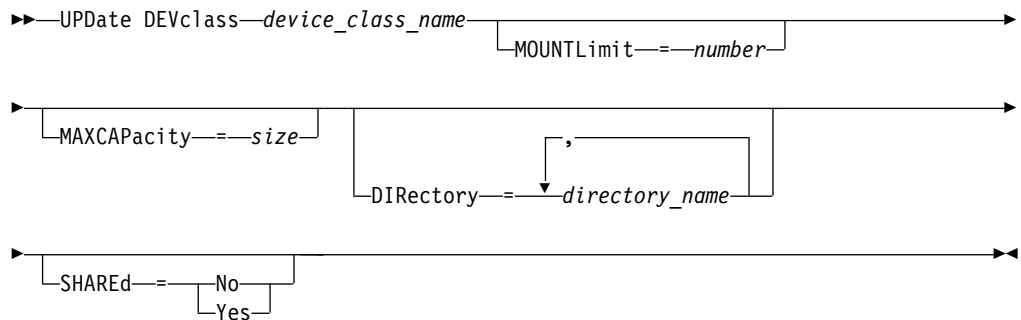 UPDate DEVclass device_class_name
MOUNTLimit = number
MAXCAPacity = size
,
DIRectory = directory_name
SHAREd = No
Yes